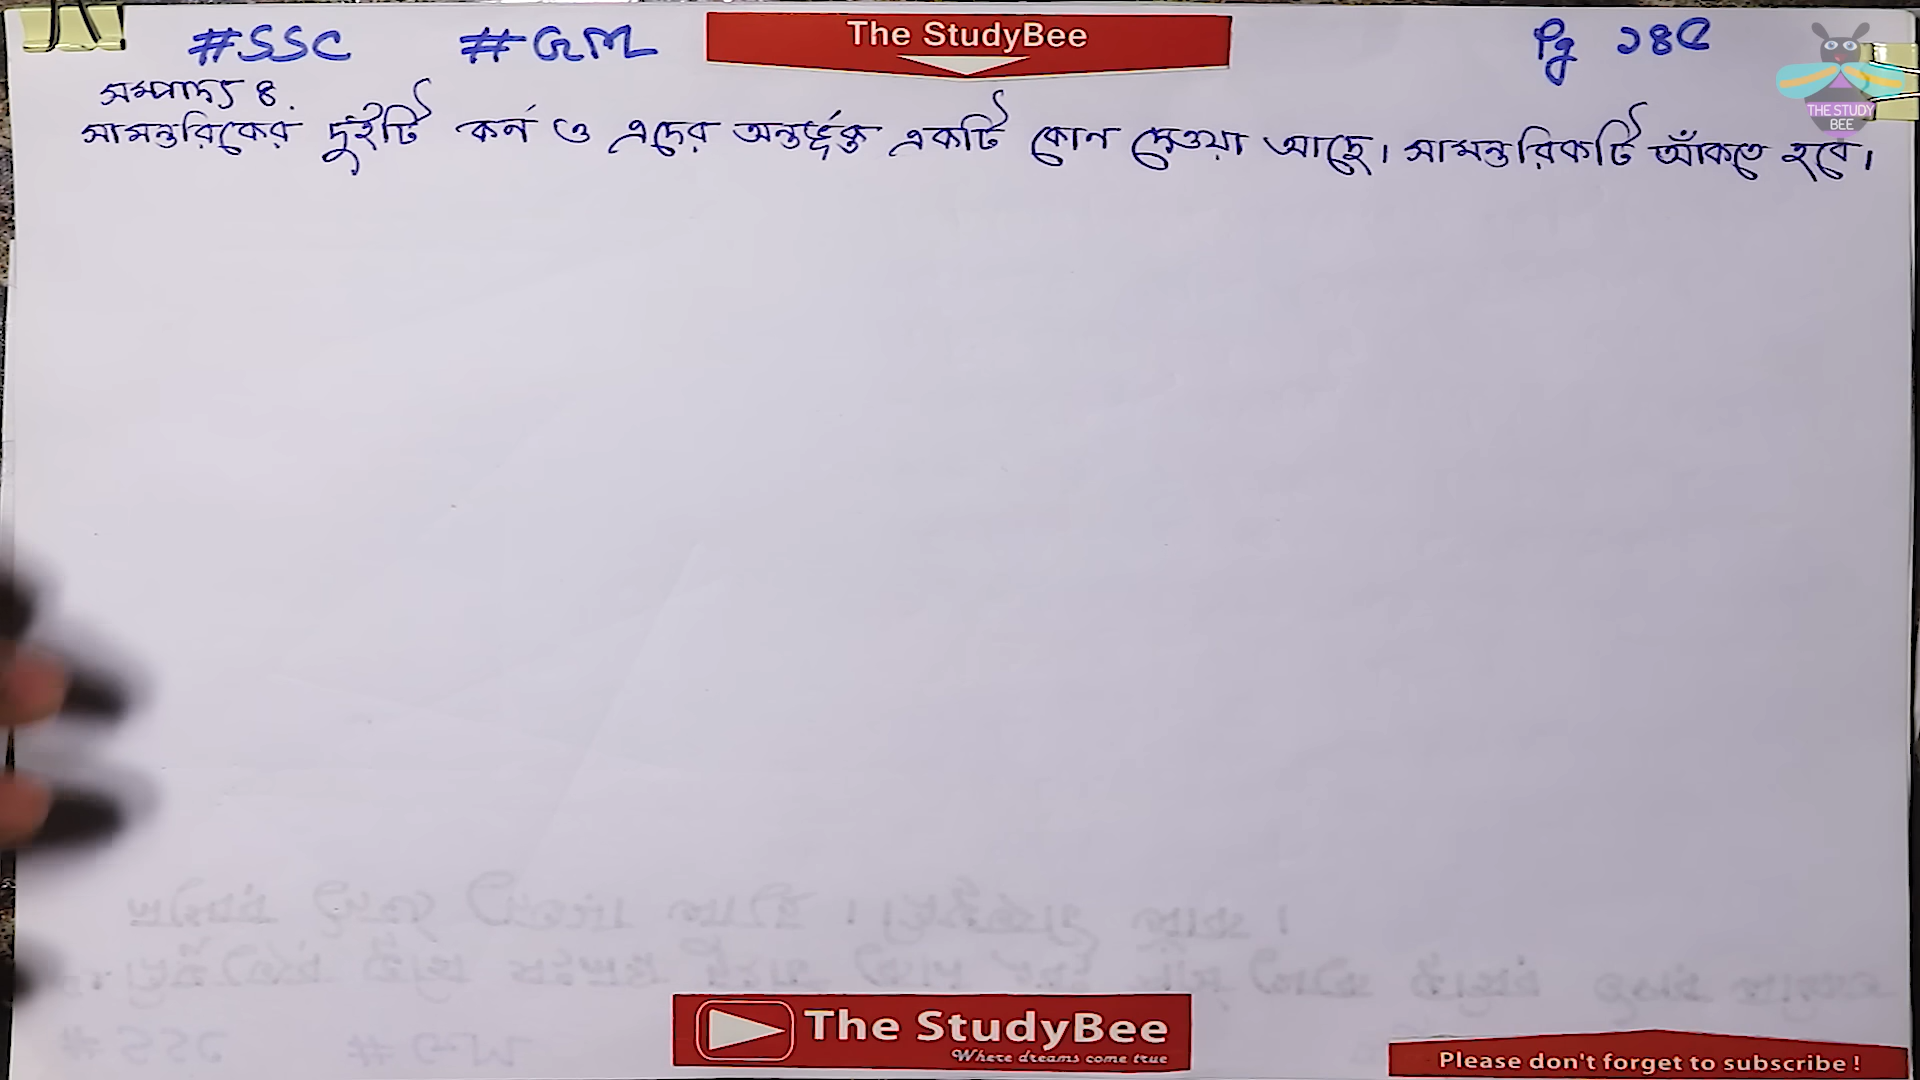 #SSC #GM The StudyBee Pg ১৪৫
THE STUDY
BEE
সম্পাদ্য ৪.
সামন্তরিকের দুইটি কর্ন ও এদের অন্তর্ভুক্ত একটি কোন দেওয়া আছে। সামন্তরিকটি আঁকতে হবে।
The StudyBee
Where dreams come true
Please don't forget to subscribe !